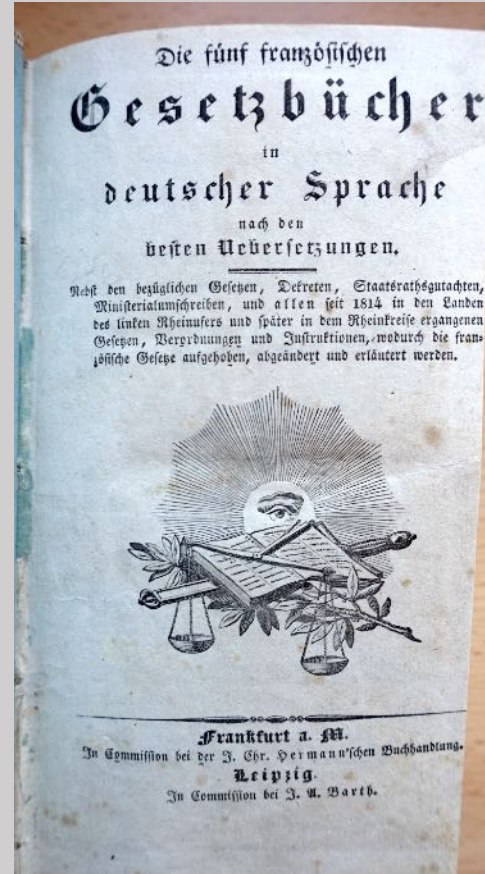 Die fünf französischen
Gesetzbücher
in
deutscher Sprache
nach den
besten Uebersetzungen.
Nebst den bezüglichen Gesetzen, Dekreten, Staatsrathsgutachten,
Ministerialumschreiben, und allen seit 1814 in den Landen
des linken Rheinufers und später in dem Rheinkreise ergangenen
Gesetzen, Verordnungen und Instruktionen, wodurch die fran-
zösische Gesetze aufgehoben, abgeändert und erläutert werden.
Frankfurt a. M.
In Commission bei der J. Chr. Hermann'schen Buchhandlung.
Leipzig.
In Commission bei J. A. Barth.